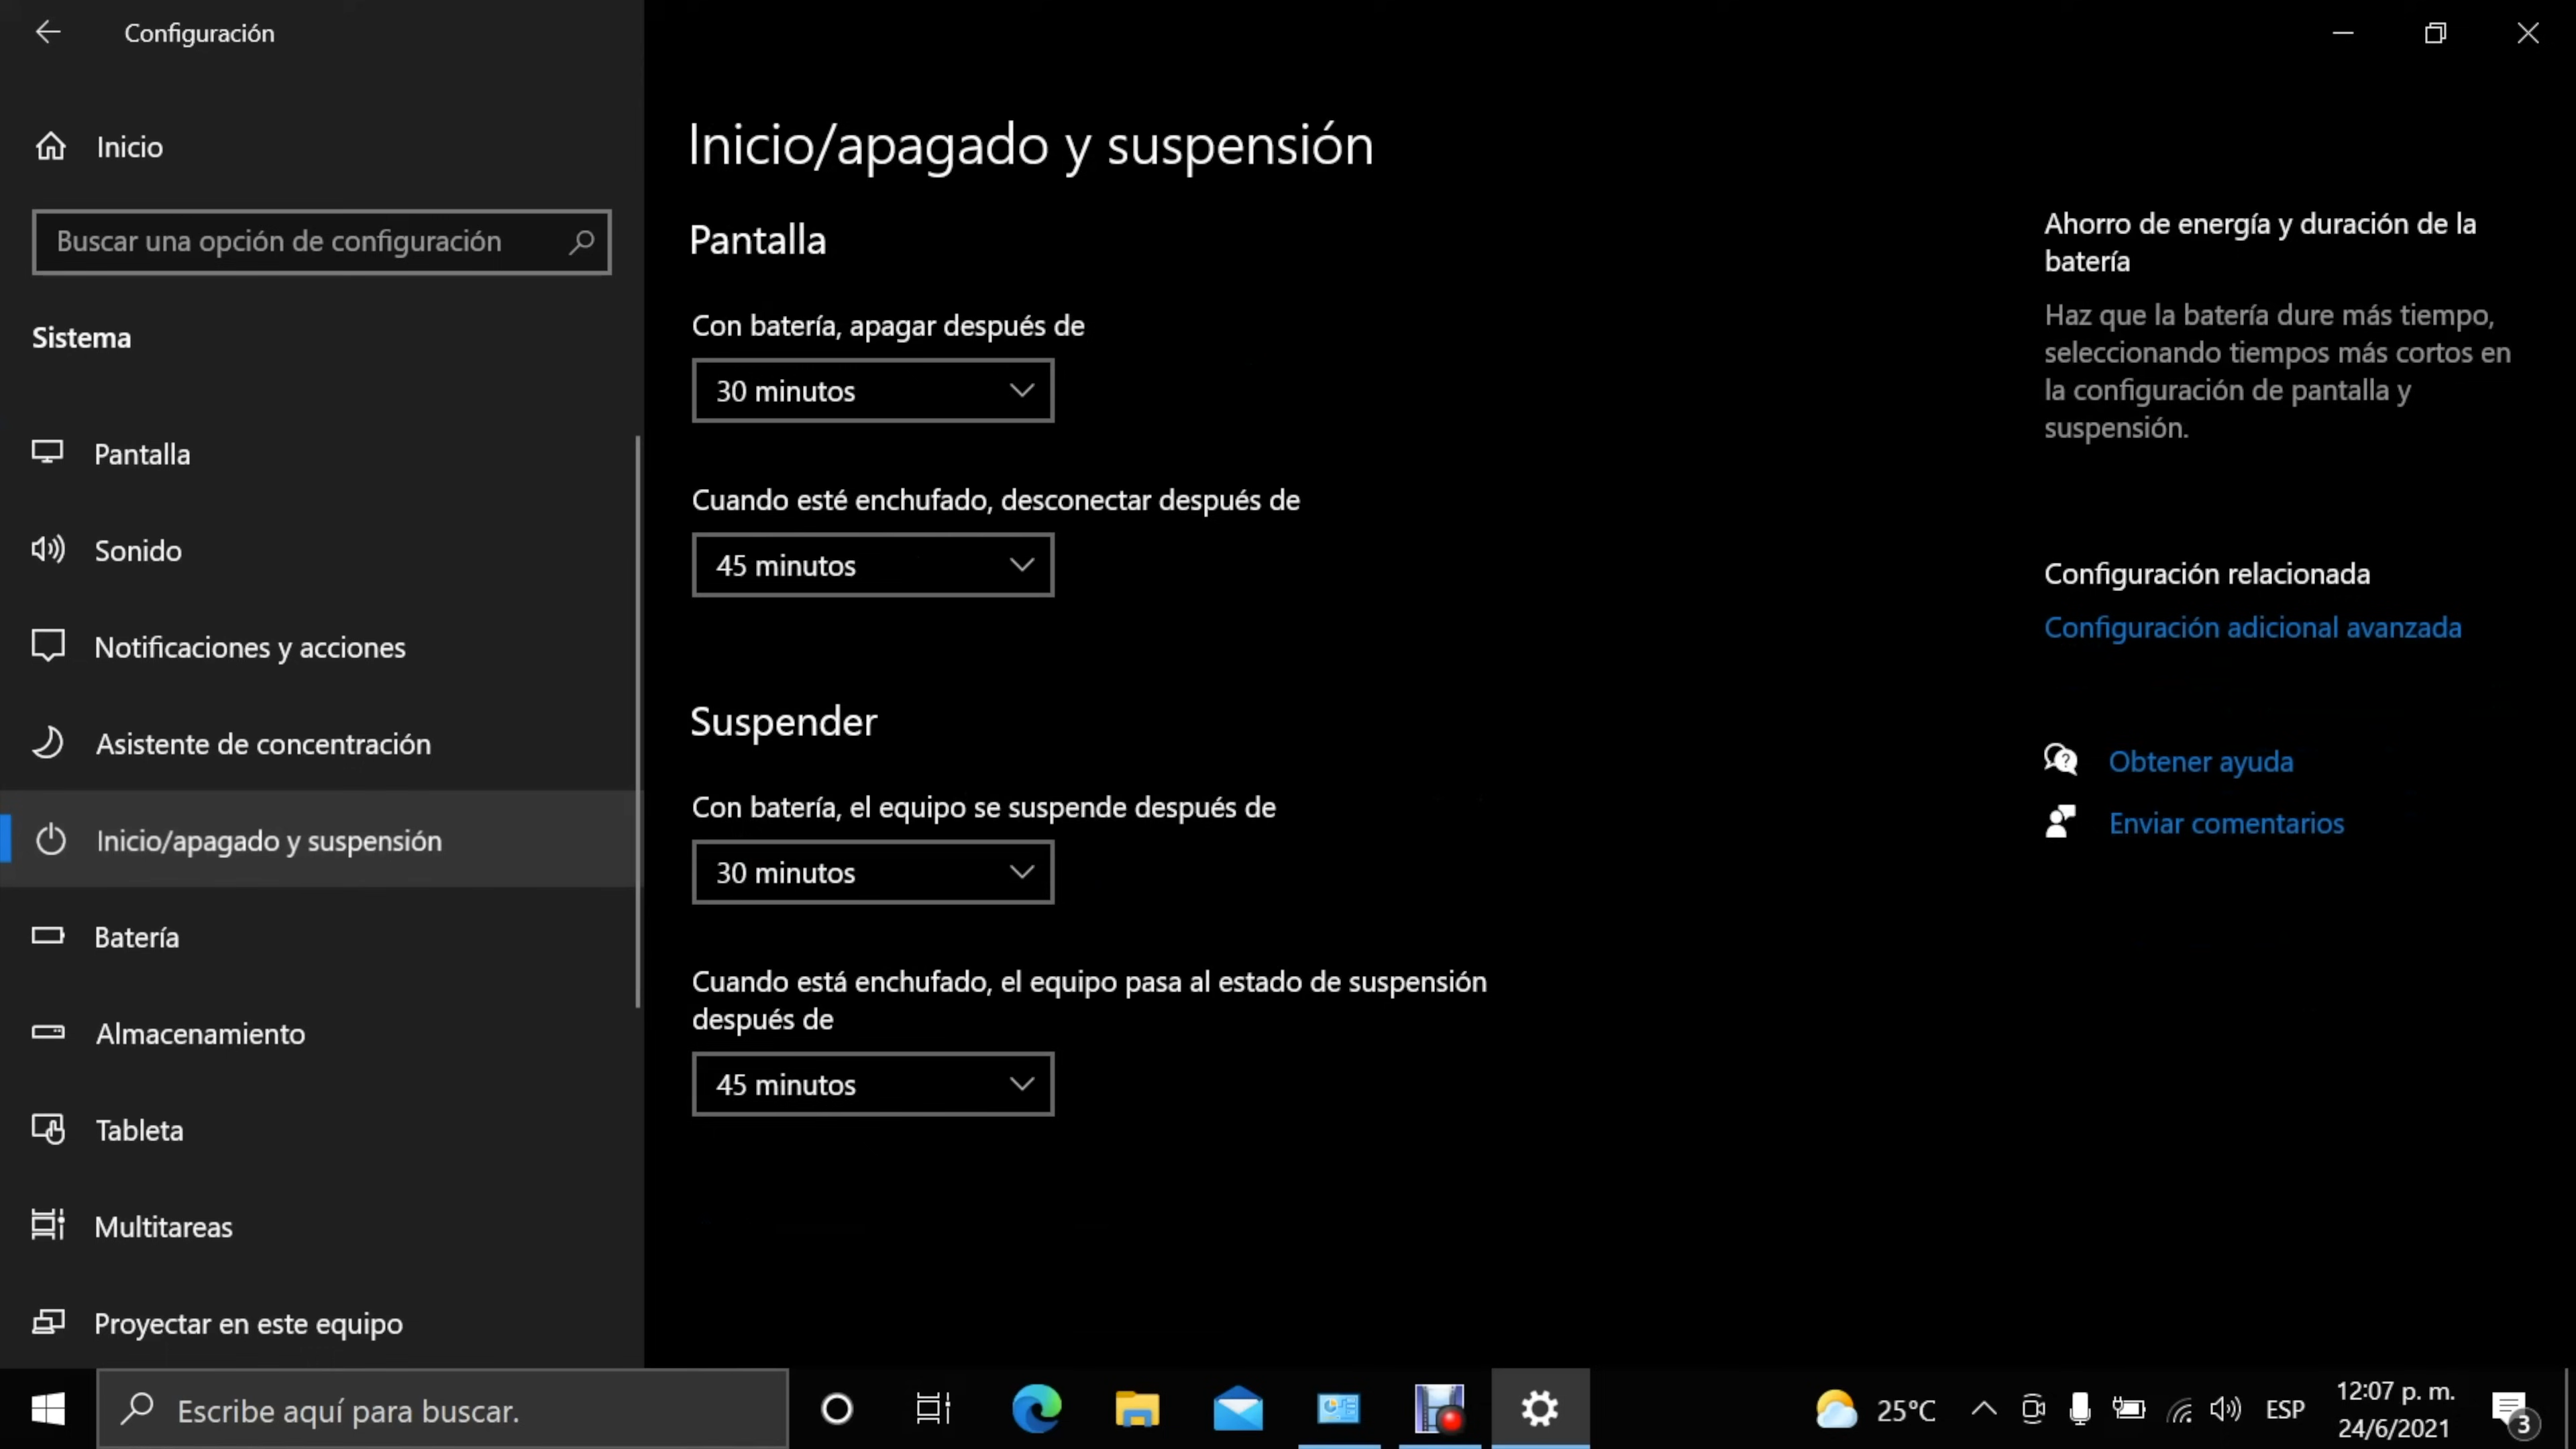 Configuración
Inicio
Buscar una opción de configuración
Sistema
Pantalla
Sonido
Notificaciones y acciones
Asistente de concentración
Inicio/apagado y suspensión
Batería
Almacenamiento
Tableta
Multitareas
Proyectar en este equipo
Inicio/apagado y suspensión
Pantalla
Con batería, apagar después de
30 minutos
Cuando esté enchufado, desconectar después de
45 minutos
Suspender
Con batería, el equipo se suspende después de
30 minutos
Cuando está enchufado, el equipo pasa al estado de suspensión
después de
45 minutos
Ahorro de energía y duración de la
batería
Haz que la batería dure más tiempo,
seleccionando tiempos más cortos en
la configuración de pantalla y
suspensión.
Configuración relacionada
Configuración adicional avanzada
Obtener ayuda
Enviar comentarios
Escribe aquí para buscar.
25°C
ESP
12:07 p. m.
24/6/2021
3